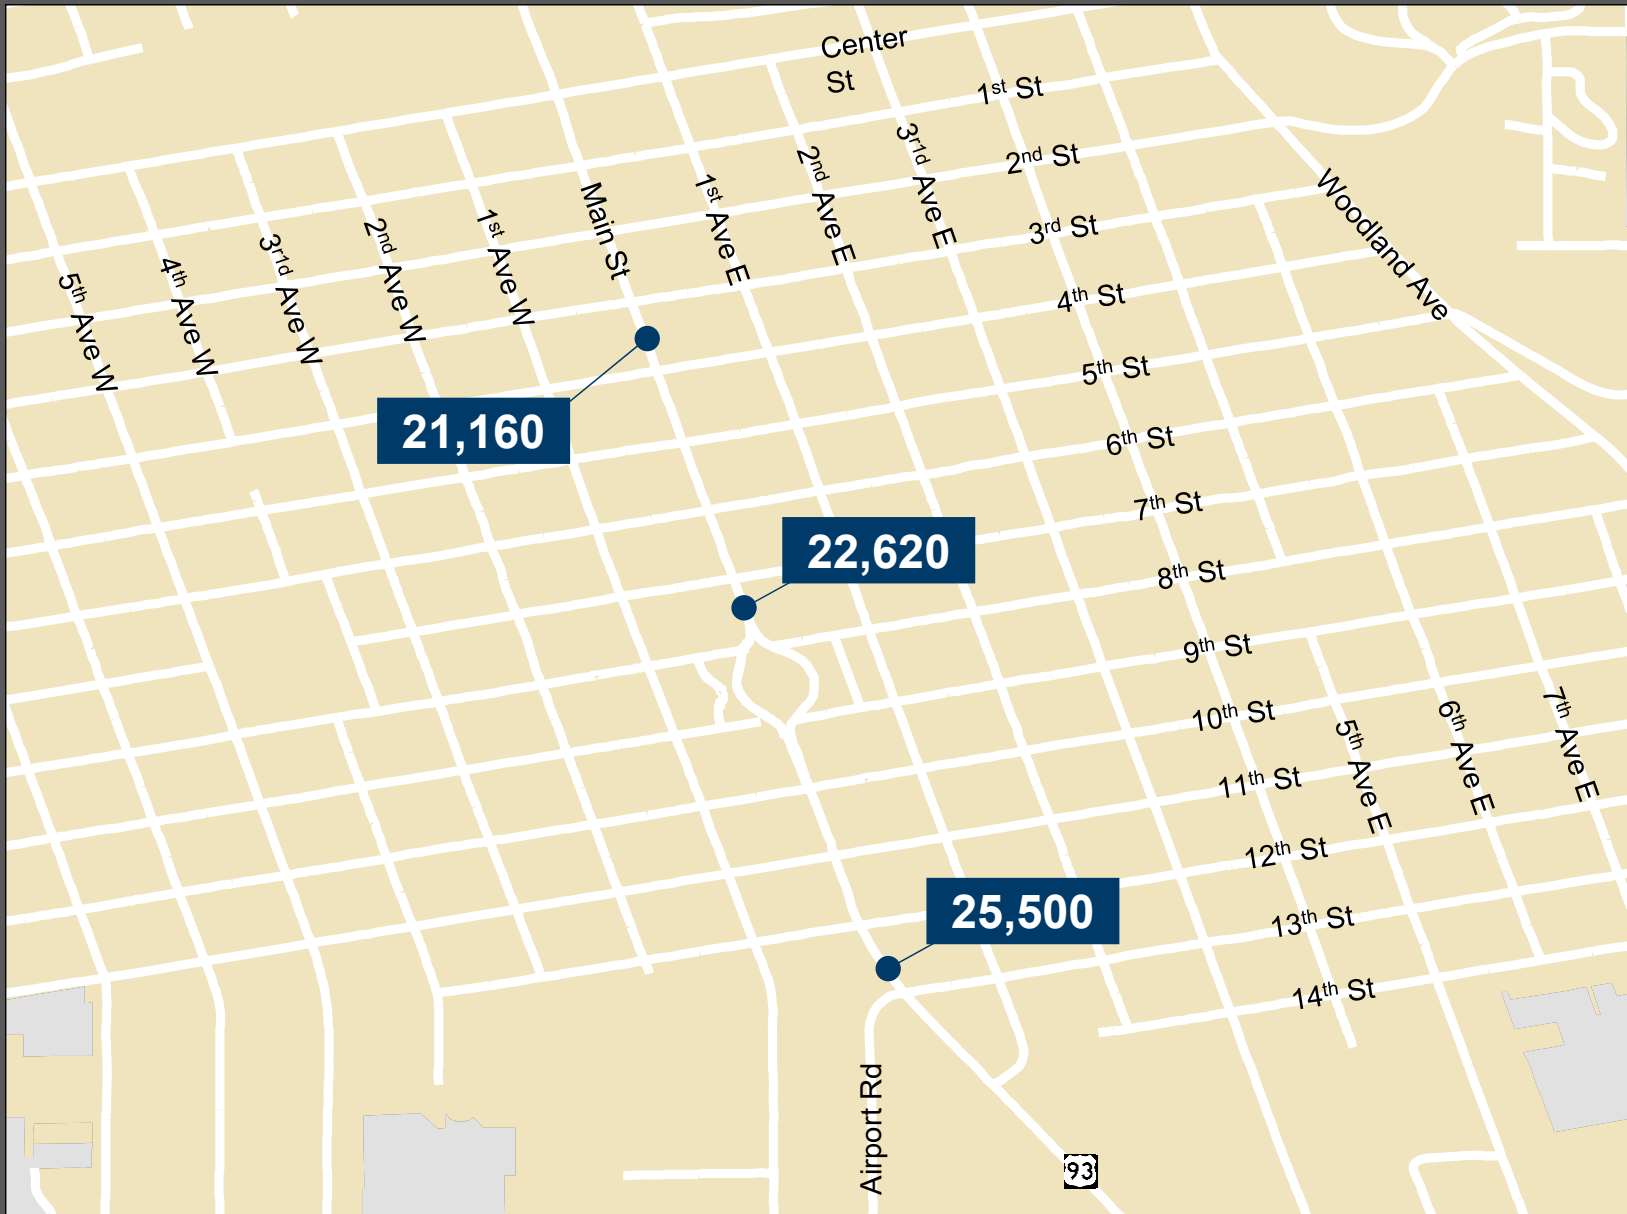 Center
St
1st St
2nd St
3rd St
4th St
5th St
6th St
7th St
8th St
9th St
10th St
11th St
12th St
13th St
14th St
5th Ave W
4th Ave W
3r1d Ave W
2nd Ave W
1st Ave W
Main St
1st Ave E
2nd Ave E
3r1d Ave E
Woodland Ave
21,160
22,620
25,500
5th Ave E
6th Ave E
7th Ave E
Airport Rd
93